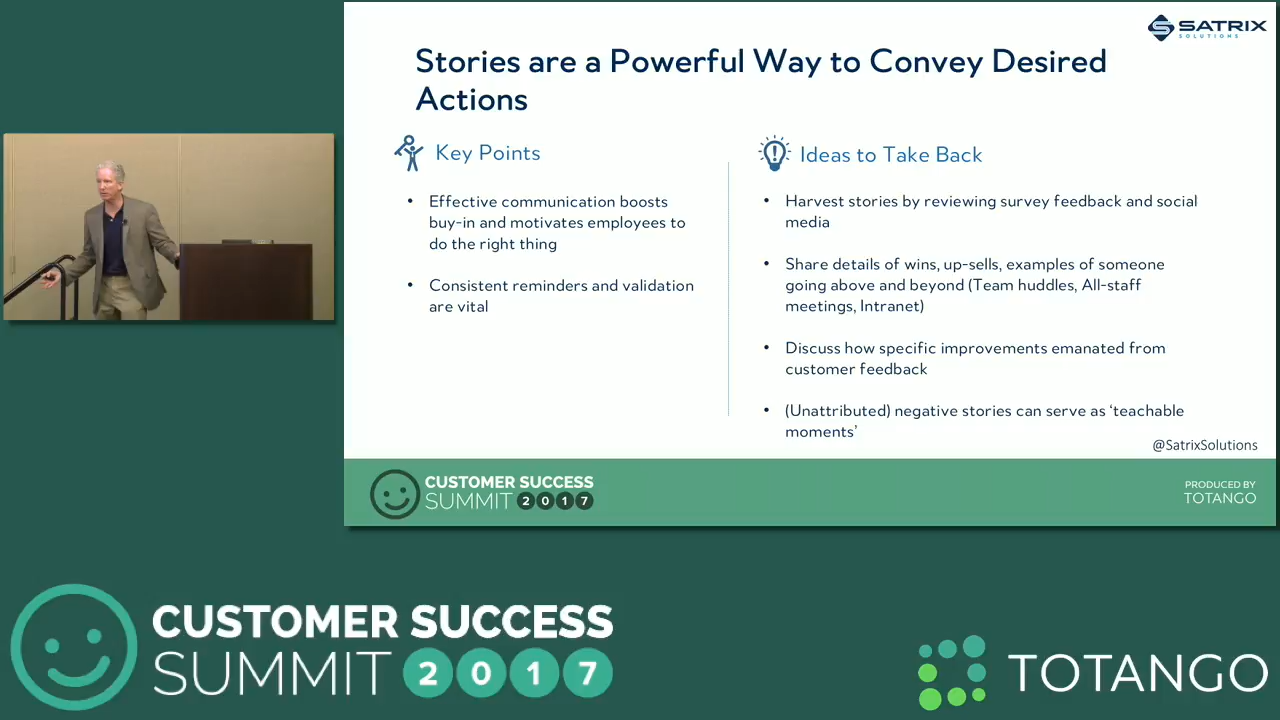 SATRIX
SOLUTIONS
Stories are a Powerful Way to Convey Desired
Actions
Key Points
• Effective communication boosts
buy-in and motivates employees to
do the right thing
• Consistent reminders and validation
are vital
Ideas to Take Back
• Harvest stories by reviewing survey feedback and social
media
• Share details of wins, up-sells, examples of someone
going above and beyond (Team huddles, All-staff
meetings, Intranet)
• Discuss how specific improvements emanated from
customer feedback
• (Unattributed) negative stories can serve as ‘teachable
moments’
@SatrixSolutions
CUSTOMER SUCCESS
SUMMIT 2017
PRODUCED BY
TOTANGO
CUSTOMER SUCCESS
SUMMIT 2017
TOTANGO